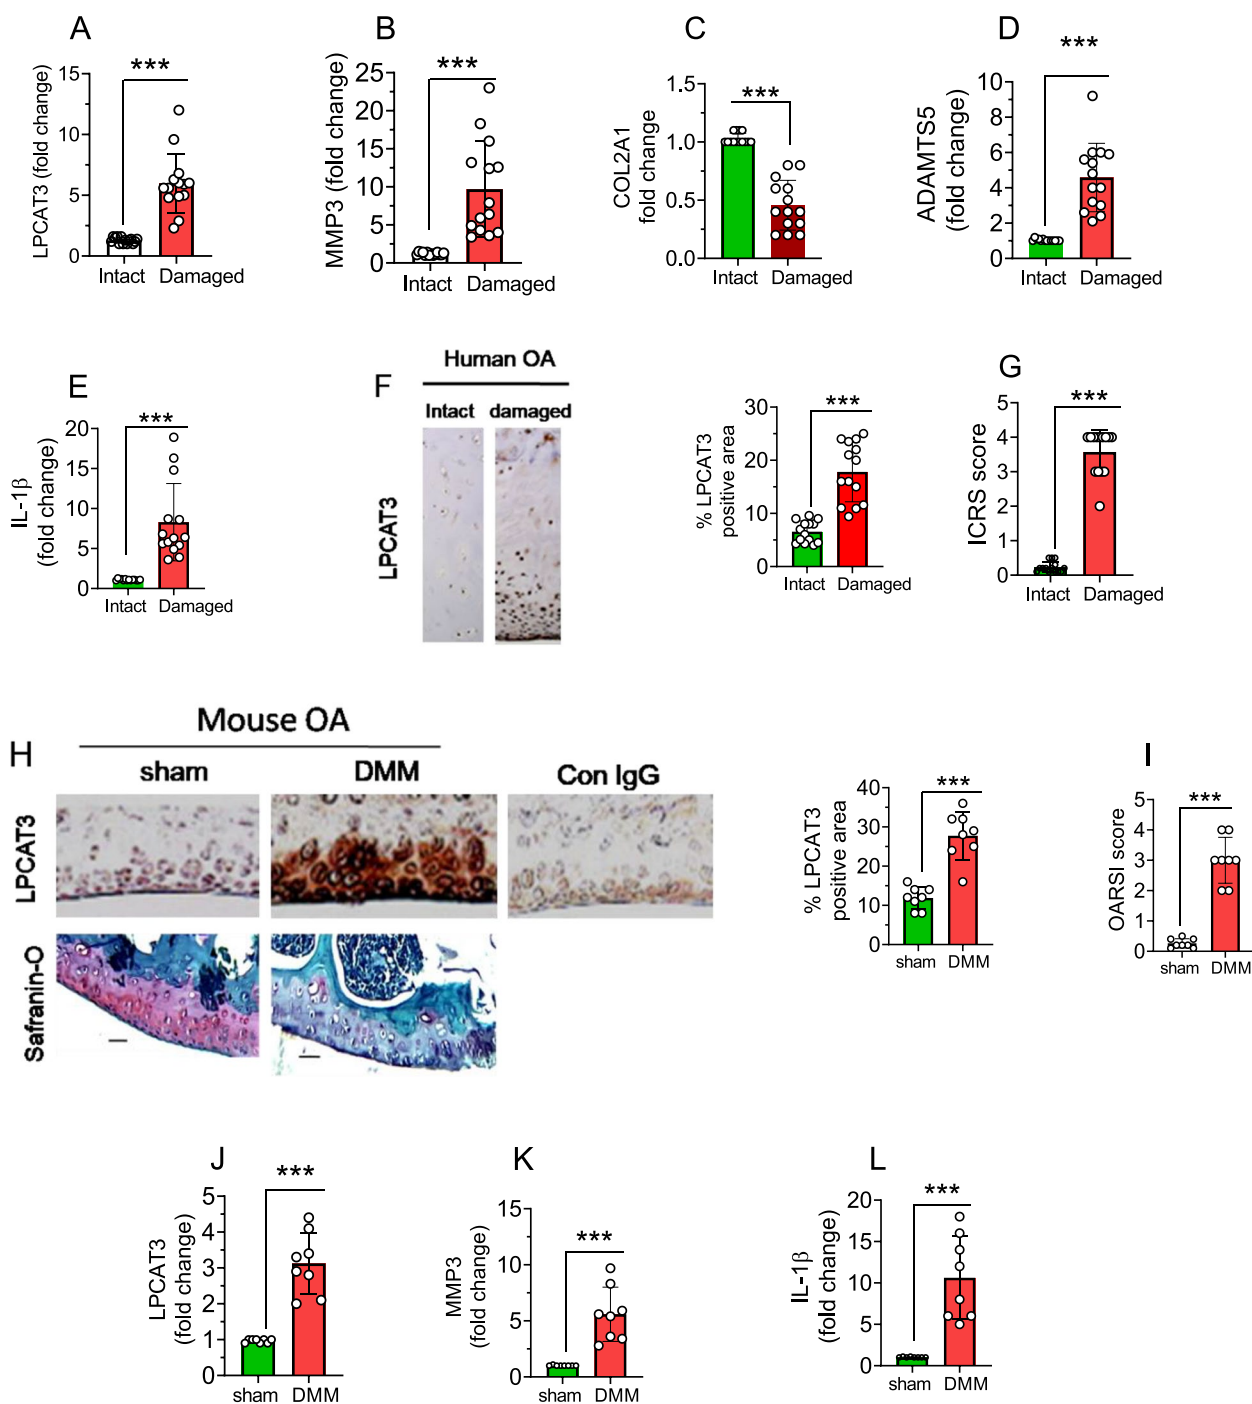 A
LPCAT3 (fold change)
15
10
5
0
***
Intact
Damaged
B
MMP3 (fold change)
25
20
15
10
5
0
***
Intact
Damaged
C
COL2A1
fold change
1.5
1.0
0.5
0.0
***
Intact
Damaged
D
ADAMTS5
(fold change)
10
8
6
4
2
0
***
Intact
Damaged
E
IL-1β
(fold change)
20
15
10
5
0
***
Intact
Damaged
F
Human OA
Intact
damaged
LPCAT3
% LPCAT3
positive area
30
20
10
0
***
Intact
Damaged
G
ICRS score
5
4
3
2
1
0
***
Intact
Damaged
H
Mouse OA
sham
DMM
Con IgG
LPCAT3
Safranin-O
% LPCAT3
positive area
40
30
20
10
0
***
sham
DMM
I
OARSI score
5
4
3
2
1
0
***
sham
DMM
J
LPCAT3
(fold change)
5
4
3
2
1
0
***
sham
DMM
K
MMP3
(fold change)
15
10
5
0
***
sham
DMM
L
IL-1β
(fold change)
20
15
10
5
0
***
sham
DMM